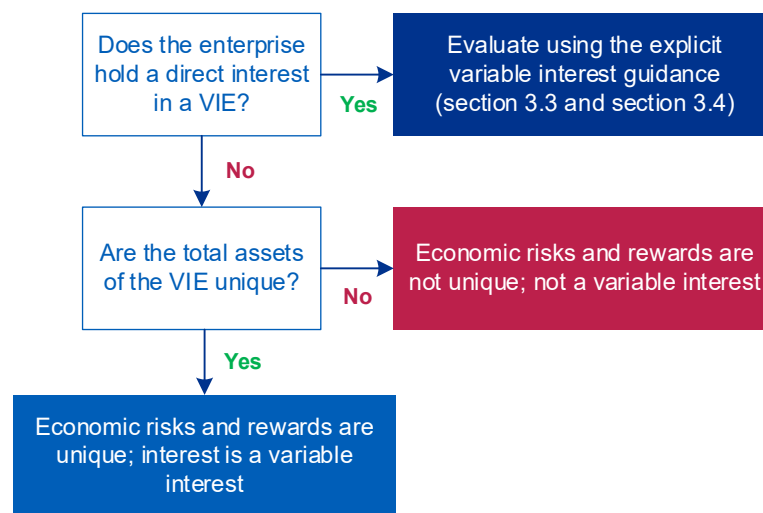 Does the enterprise
hold a direct interest
in a VIE?
Yes
Evaluate using the explicit
variable interest guidance
(section 3.3 and section 3.4)
No
Are the total assets
of the VIE unique?
No
Economic risks and rewards are
not unique; not a variable interest
Yes
Economic risks and rewards are
unique; interest is a variable
interest